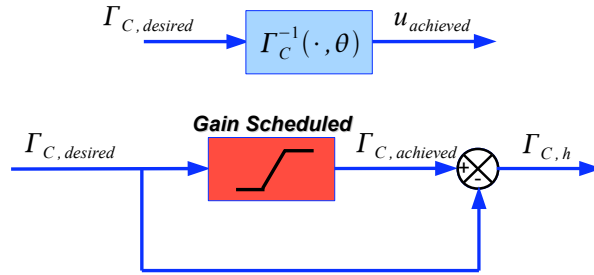 Γ_{C, desired}
Γ_C^{-1}(·, θ)
u_{achieved}
Gain Scheduled
Γ_{C, desired}
Γ_{C, achieved}
+
-
Γ_{C, h}